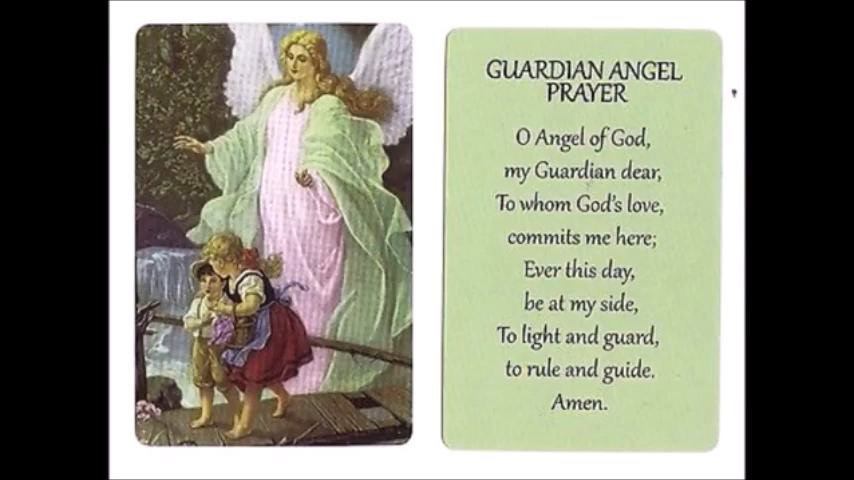 GUARDIAN ANGEL
PRAYER
O Angel of God,
my Guardian dear,
To whom God's love,
commits me here;
Ever this day,
be at my side,
To light and guard,
to rule and guide.
Amen.